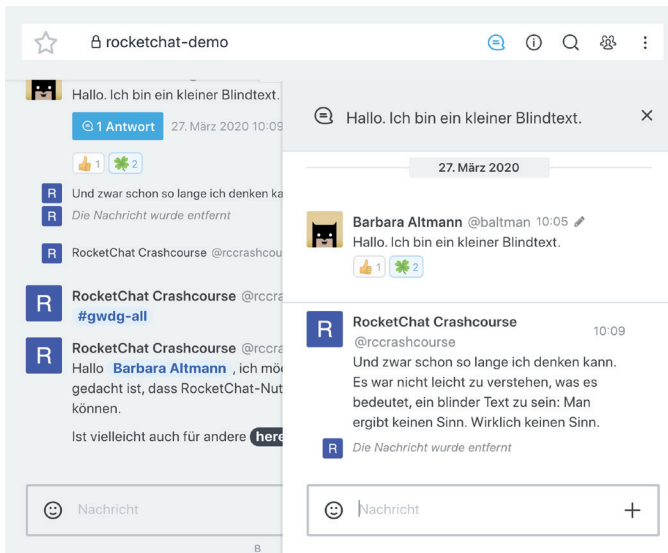 rocketchat-demo
Hallo. Ich bin ein kleiner Blindtext.
1 Antwort 27. März 2020 10:09
1 2
R Und zwar schon so lange ich denken ka
R Die Nachricht wurde entfernt
R RocketChat Crashcourse @rccrashcou
R RocketChat Crashcourse @rccra
#gwdg-all
R RocketChat Crashcourse @rccra
Hallo Barbara Altmann , ich mö
gedacht ist, dass RocketChat-Nut
können.
Ist vielleicht auch für andere here
Nachricht
B
Hallo. Ich bin ein kleiner Blindtext.
27. März 2020
Barbara Altmann @baltman 10:05
Hallo. Ich bin ein kleiner Blindtext.
1 2
R RocketChat Crashcourse 10:09
@rccrashcourse
Und zwar schon so lange ich denken kann.
Es war nicht leicht zu verstehen, was es
bedeutet, ein blinder Text zu sein: Man
ergibt keinen Sinn. Wirklich keinen Sinn.
R Die Nachricht wurde entfernt
Nachricht